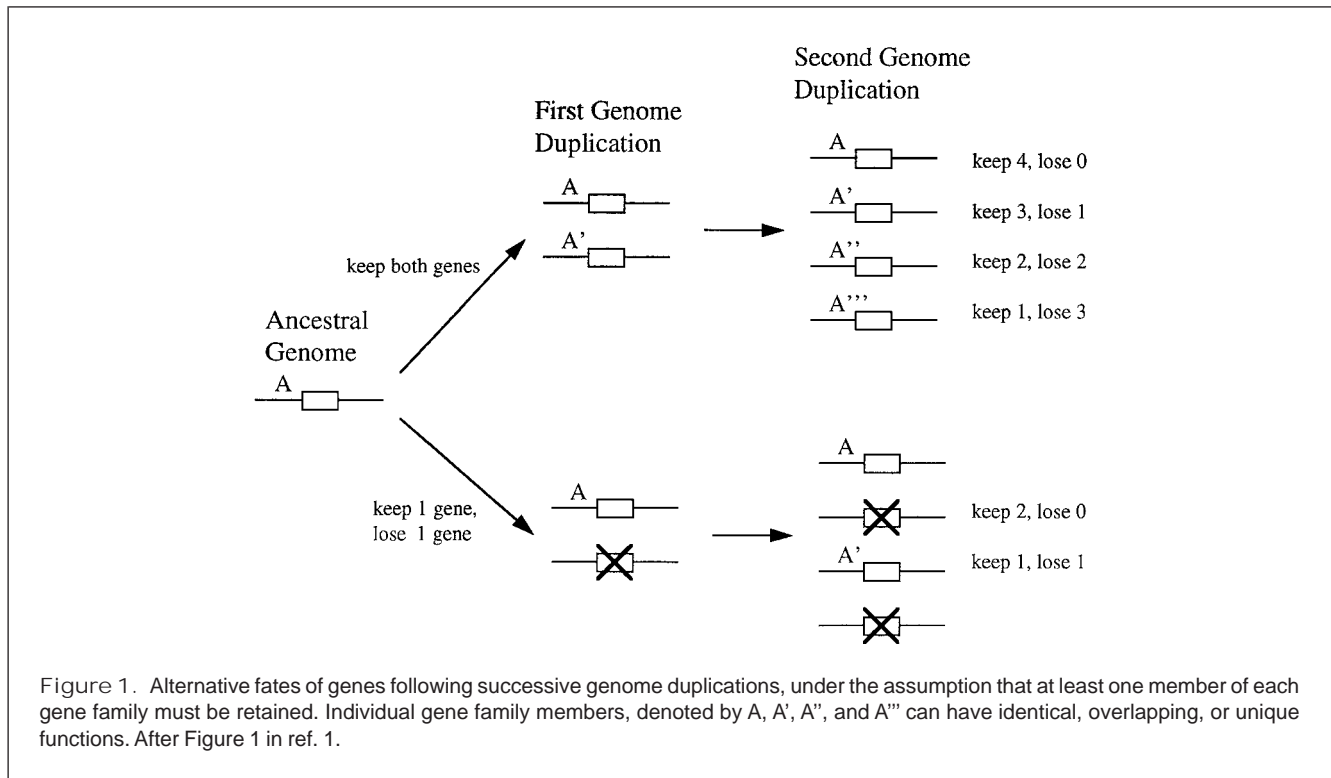 Second Genome
Duplication
First Genome
Duplication
A
keep 4, lose 0
A
A'
keep 3, lose 1
A'
A''
keep 2, lose 2
keep both genes
A'''
keep 1, lose 3
Ancestral
Genome
A
A
keep 1 gene,
lose 1 gene
A
keep 2, lose 0
A'
keep 1, lose 1
Figure 1. Alternative fates of genes following successive genome duplications, under the assumption that at least one member of each
gene family must be retained. Individual gene family members, denoted by A, A', A'', and A''' can have identical, overlapping, or unique
functions. After Figure 1 in ref. 1.